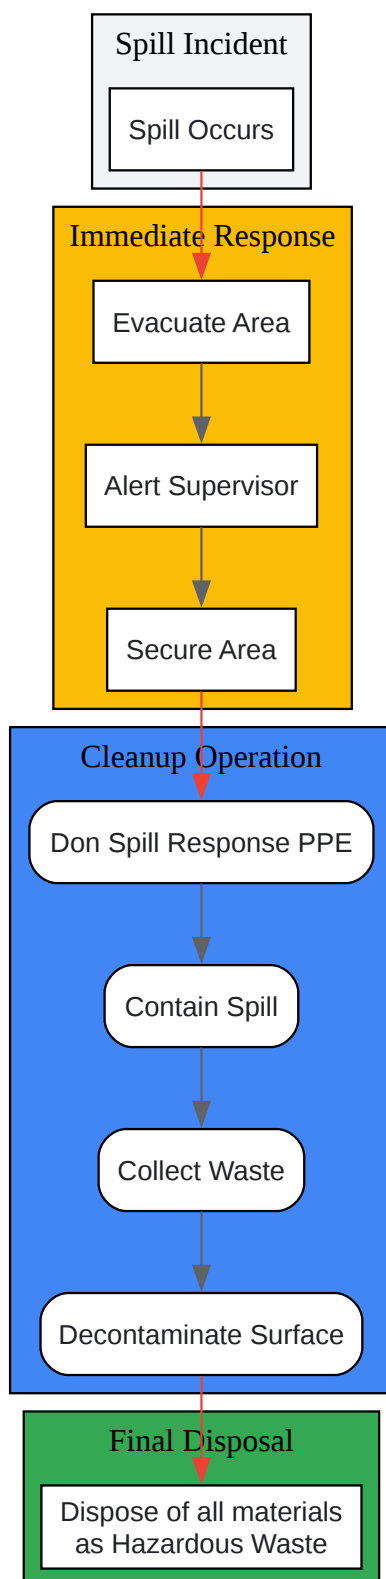 Spill Incident
Spill Occurs
Immediate Response
Evacuate Area
Alert Supervisor
Secure Area
Cleanup Operation
Don Spill Response PPE
Contain Spill
Collect Waste
Decontaminate Surface
Final Disposal
Dispose of all materials
as Hazardous Waste